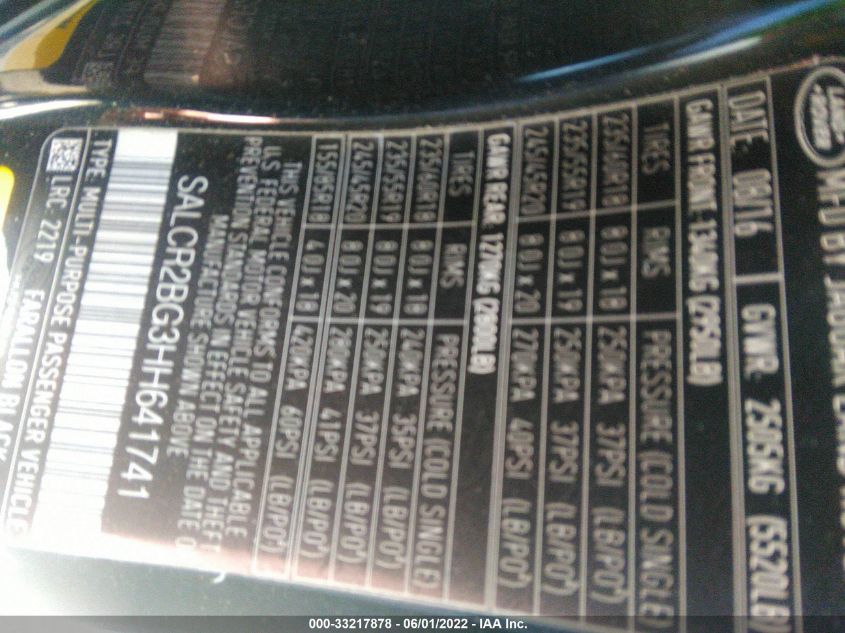 LAND ROVER
MFD BY JAGUAR LAND ROVER
DATE: 08/16 GVWR: 2505KG (5520LB)
GAWR FRONT: 1340KG (2950LB)
TIRES RIMS PRESSURE (COLD SINGLE)
235/60R18 8.0J x 18 250KPA 37PSI (LB/PO²)
235/55R19 8.0J x 19 250KPA 37PSI (LB/PO²)
245/45R20 8.0J x 20 270KPA 40PSI (LB/PO²)
GAWR REAR: 1270KG (2800LB)
TIRES RIMS PRESSURE (COLD SINGLE)
235/60R18 8.0J x 18 240KPA 35PSI (LB/PO²)
235/55R19 8.0J x 19 250KPA 37PSI (LB/PO²)
245/45R20 8.0J x 20 280KPA 41PSI (LB/PO²)
155/85R18 4.0J x 18 420KPA 60PSI (LB/PO²)
THIS VEHICLE CONFORMS TO ALL APPLICABLE
U.S FEDERAL MOTOR VEHICLE SAFETY AND THEFT
PREVENTION STANDARDS IN EFFECT ON THE DATE O
MANUFACTURE SHOWN ABOVE
SALCR2BG3HH641741
TYPE: MULTI-PURPOSE PASSENGER VEHICLE
LRC 2219 FARALLON BLACK
000-33217878 - 06/01/2022 - IAA Inc.